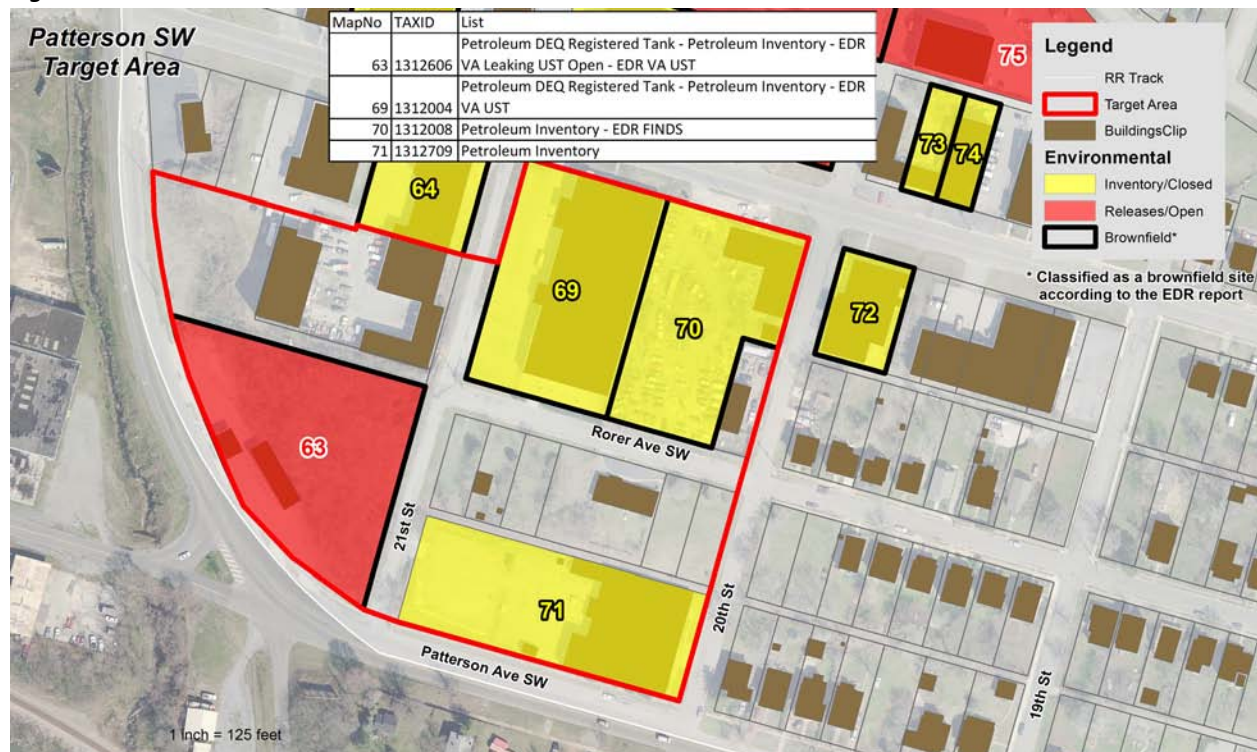 Patterson SW
Target Area
MapNo TAXID List
Petroleum DEQ Registered Tank - Petroleum Inventory - EDR
63 1312606 VA Leaking UST Open - EDR VA UST
Petroleum DEQ Registered Tank - Petroleum Inventory - EDR
69 1312004 VA UST
70 1312008 Petroleum Inventory - EDR FINDS
71 1312709 Petroleum Inventory
Legend
RR Track
Target Area
BuildingsClip
Environmental
Inventory/Closed
Releases/Open
Brownfield*
* Classified as a brownfield site
according to the EDR report
75
73
74
64
69
70
72
63
71
Rorer Ave SW
21st St
20th St
19th St
Patterson Ave SW
1 inch = 125 feet